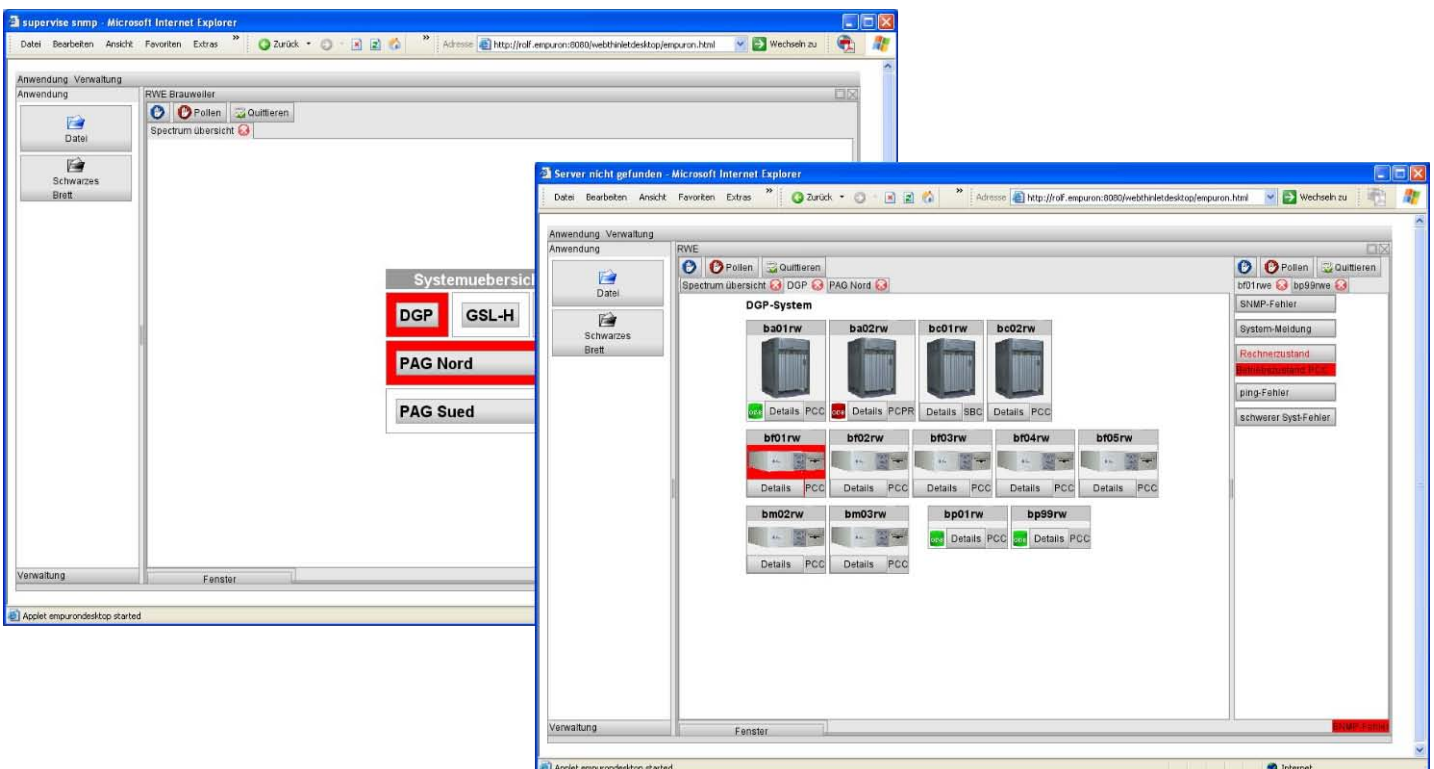 supervise snmp - Microsoft Internet Explorer
Datei Bearbeiten Ansicht Favoriten Extras » Zurück » Adresse http://rolf.empuron:8080/webthinletdesktop/empuron.html Wechseln zu
Anwendung Verwaltung
Anwendung
RWE Brauweiler
Pollen Quittieren
Spectrum übersicht
Datei
Schwarzes
Brett
Systemuebersic
DGP GSL-H
PAG Nord
PAG Sued
Verwaltung
Fenster
Applet empurondesktop started
Server nicht gefunden - Microsoft Internet Explorer
Datei Bearbeiten Ansicht Favoriten Extras » Zurück » Adresse http://rolf.empuron:8080/webthinletdesktop/empuron.html Wechseln zu
Anwendung Verwaltung
Anwendung
RWE
Pollen Quittieren
Spectrum übersicht DGP PAG Nord
Datei
Schwarzes
Brett
DGP-System
ba01rw ba02rw bc01rw bc02rw
Details PCC Details PCPR Details SBC Details PCC
bf01rw bf02rw bf03rw bf04rw bf05rw
Details PCC Details PCC Details PCC Details PCC Details PCC
bm02rw bm03rw bp01rw bp99rw
Details PCC Details PCC
Details PCC Details PCC
Pollen Quittieren
bf01rwe bp99rwe
SNMP-Fehler
System-Meldung
Rechnerzustand
Betriebszustand PCC
ping-Fehler
schwerer Syst-Fehler
Verwaltung
Fenster
SNMP-Fehler
Applet empurondesktop started
Internet